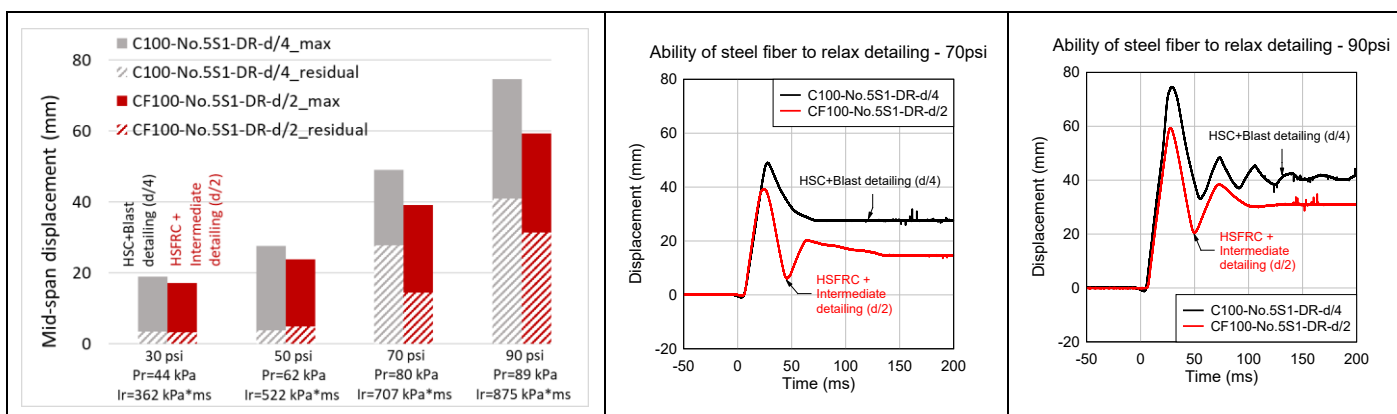 C100-No.5S1-DR-d/4_max
C100-No.5S1-DR-d/4_residual
CF100-No.5S1-DR-d/2_max
CF100-No.5S1-DR-d/2_residual
Mid-span displacement (mm)
80
60
40
20
0
HSC+Blast
detailing (d/4)
HSFRC +
Intermediate
detailing (d/2)
30 psi
Pr=44 kPa
Ir=362 kPa*ms
50 psi
Pr=62 kPa
Ir=522 kPa*ms
70 psi
Pr=80 kPa
Ir=707 kPa*ms
90 psi
Pr=89 kPa
Ir=875 kPa*ms
Ability of steel fiber to relax detailing - 70psi
Displacement (mm)
80
60
40
20
0
-20
C100-No.5S1-DR-d/4
CF100-No.5S1-DR-d/2
HSC+Blast detailing (d/4)
HSFRC +
Intermediate
detailing (d/2)
-50
0
50
100
150
200
Time (ms)
Ability of steel fiber to relax detailing - 90psi
Displacement (mm)
80
60
40
20
0
-20
HSC+Blast detailing (d/4)
HSFRC +
Intermediate
detailing (d/2)
C100-No.5S1-DR-d/4
CF100-No.5S1-DR-d/2
-50
0
50
100
150
200
Time (ms)